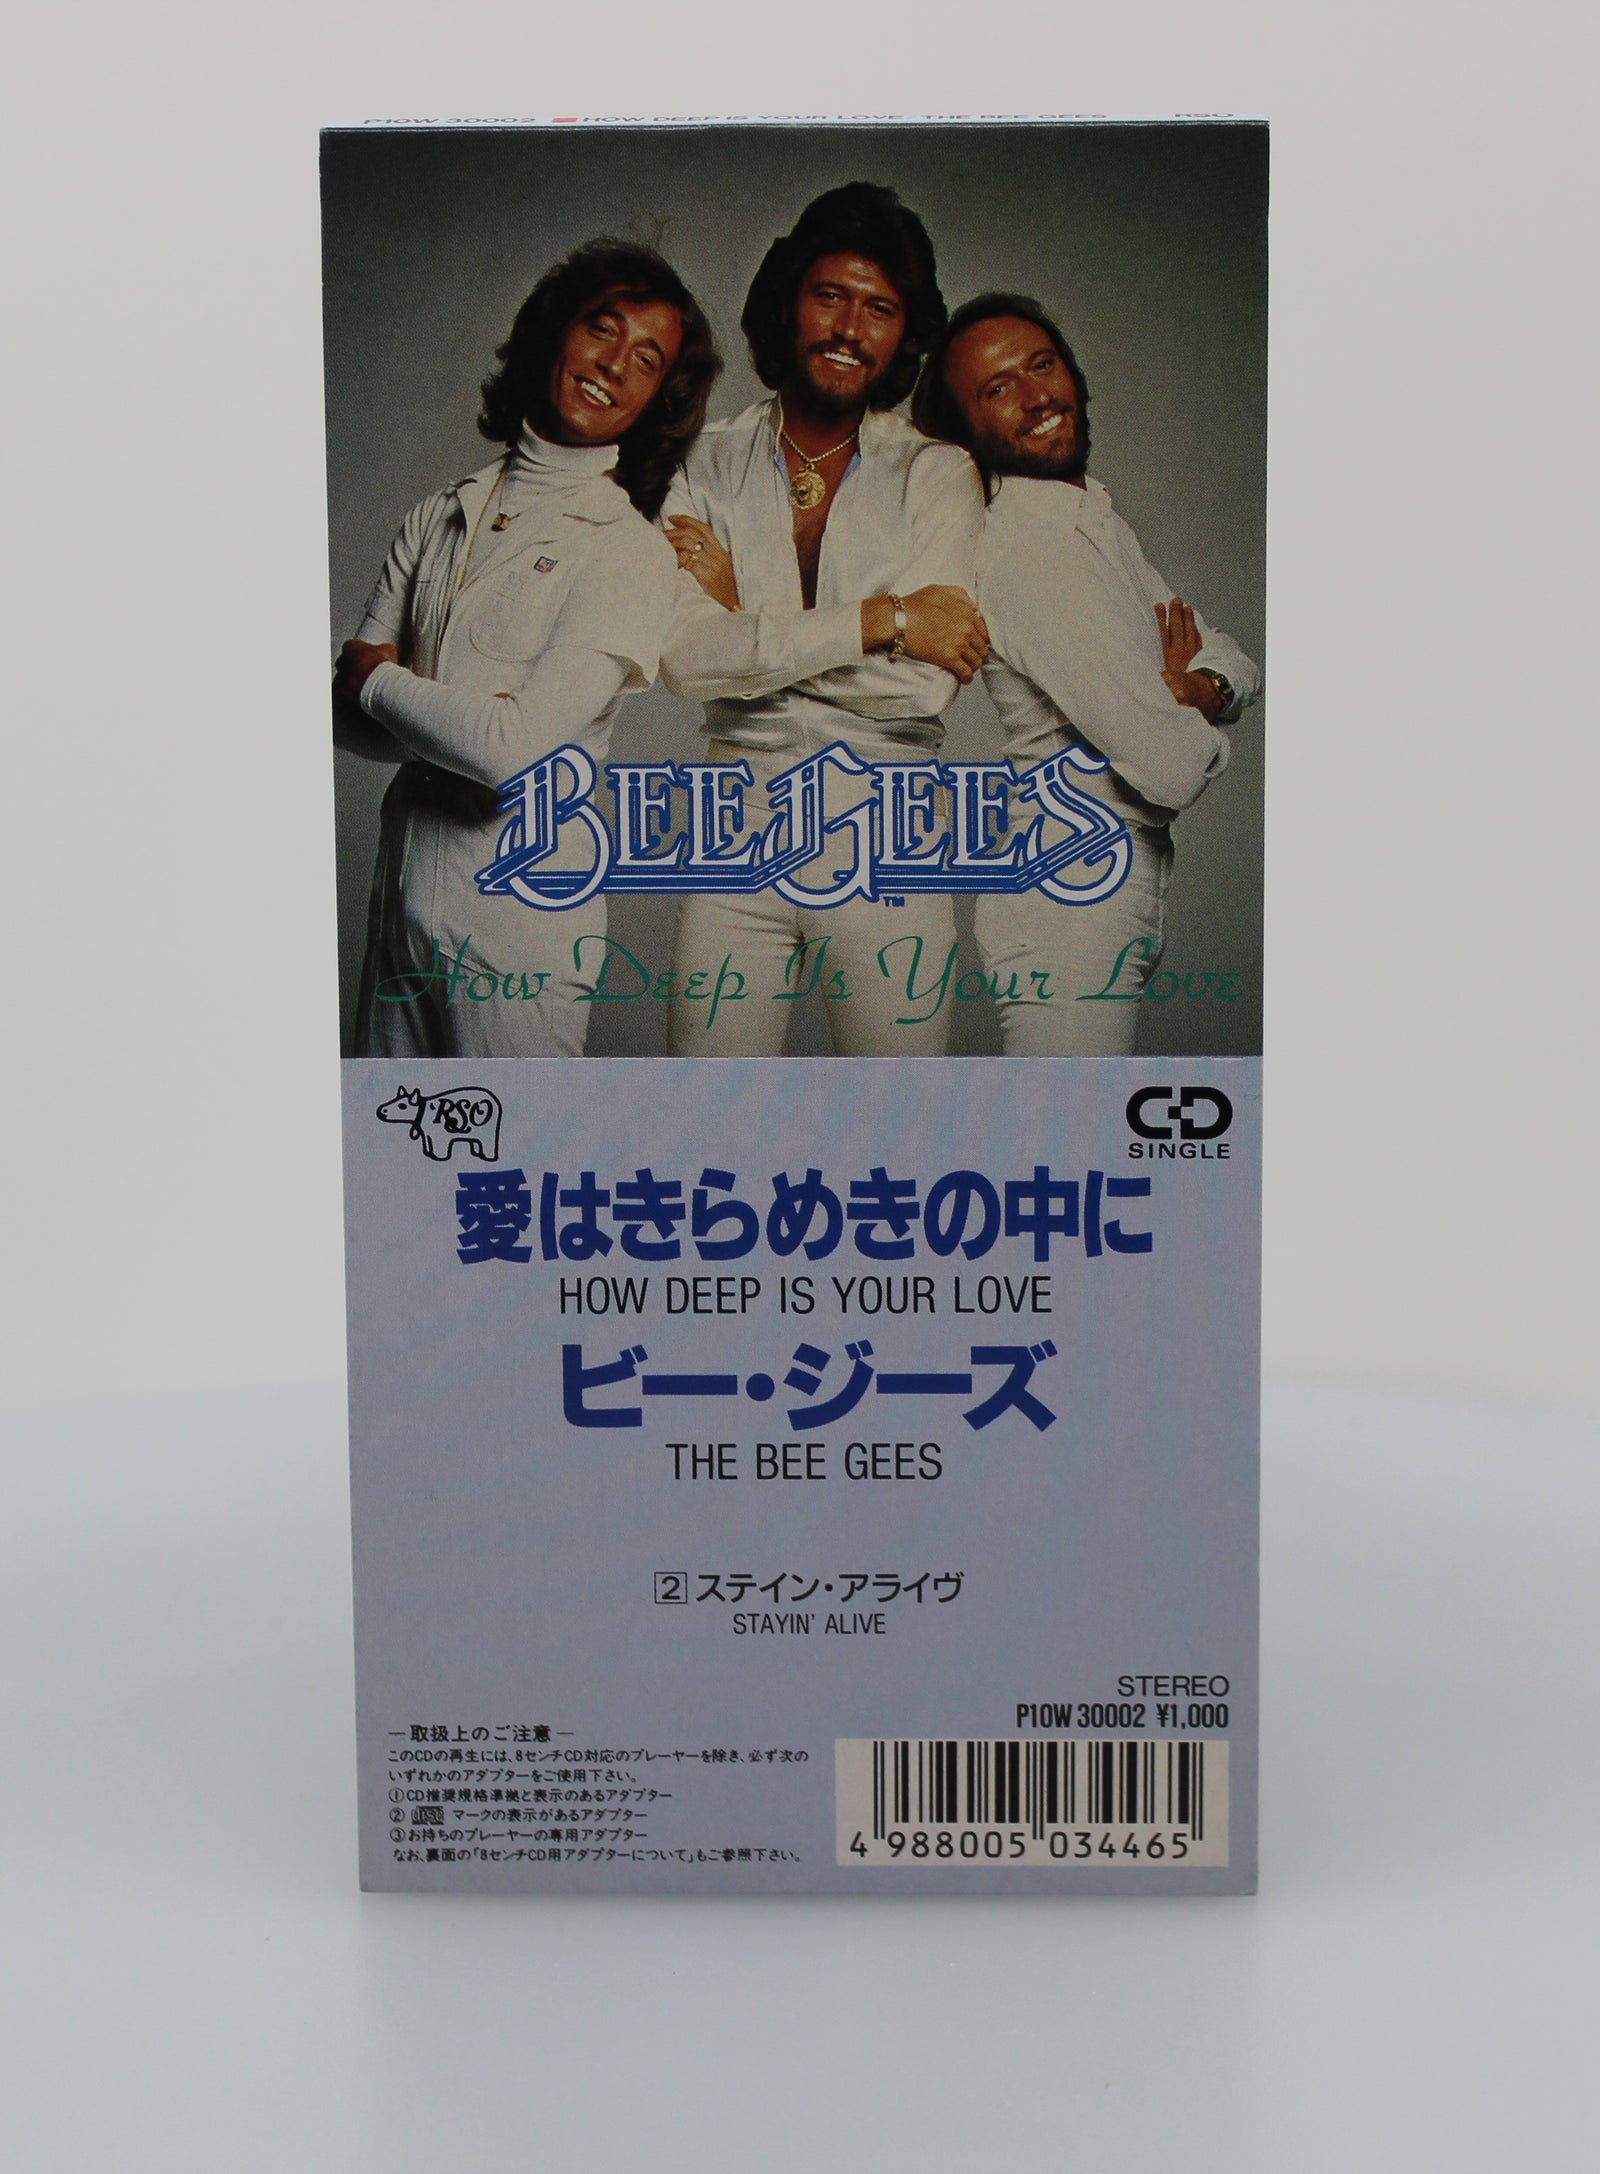 P10W 30002 HOW DEEP IS YOUR LOVE THE BEE GEES RSO
BEE GEES TM
How Deep Is Your Love
RSO
CD
SINGLE
愛はきらめきの中に
HOW DEEP IS YOUR LOVE
ビー・ジーズ
THE BEE GEES
2 ステイン・アライヴ
STAYIN' ALIVE
STEREO
P10W 30002 ¥1,000
—取扱上のご注意—
このCDの再生には、8センチCD対応のプレーヤーを除き、必ず次の
いずれかのアダプターをご使用下さい。
①CD推奨規格準拠と表示のあるアダプター
② disc マークの表示があるアダプター
③お持ちのプレーヤーの専用アダプター
なお、裏面の「8センチCD用アダプターについて」もご参照下さい。
4 988005 034465